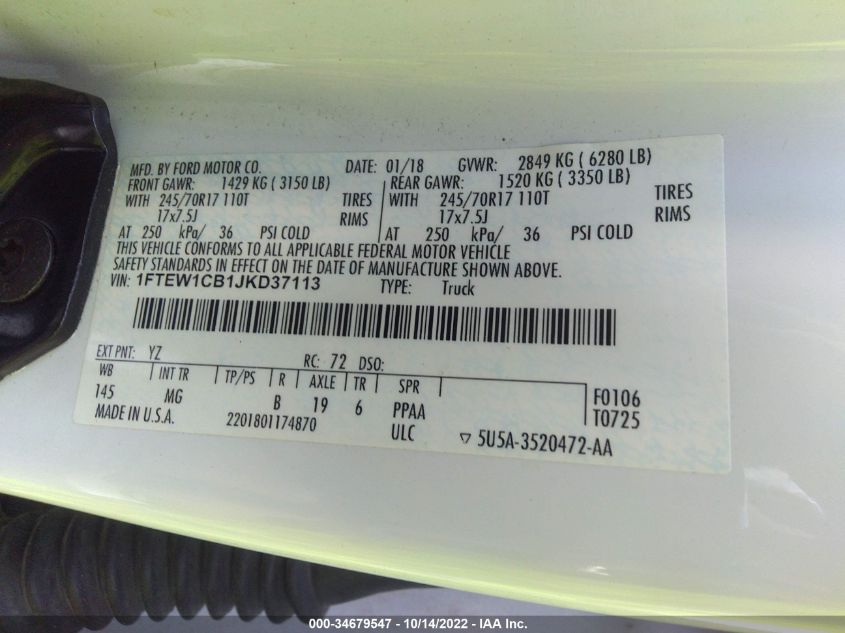 MFD. BY FORD MOTOR CO. DATE: 01/18 GVWR: 2849 KG ( 6280 LB)
FRONT GAWR: 1429 KG ( 3150 LB) REAR GAWR: 1520 KG ( 3350 LB)
WITH 245/70R17 110T TIRES WITH 245/70R17 110T TIRES
17x7.5J RIMS 17x7.5J RIMS
AT 250 kPa/ 36 PSI COLD AT 250 kPa/ 36 PSI COLD
THIS VEHICLE CONFORMS TO ALL APPLICABLE FEDERAL MOTOR VEHICLE
SAFETY STANDARDS IN EFFECT ON THE DATE OF MANUFACTURE SHOWN ABOVE.
VIN: 1FTEW1CB1JKD37113 TYPE: Truck
EXT PNT: YZ RC: 72 DSO:
WB INT TR TP/PS R AXLE TR SPR F0106
145 MG B 19 6 PPAA T0725
MADE IN U.S.A. 2201801174870 ULC ▽ 5U5A-3520472-AA
000-34679547 - 10/14/2022 - IAA Inc.